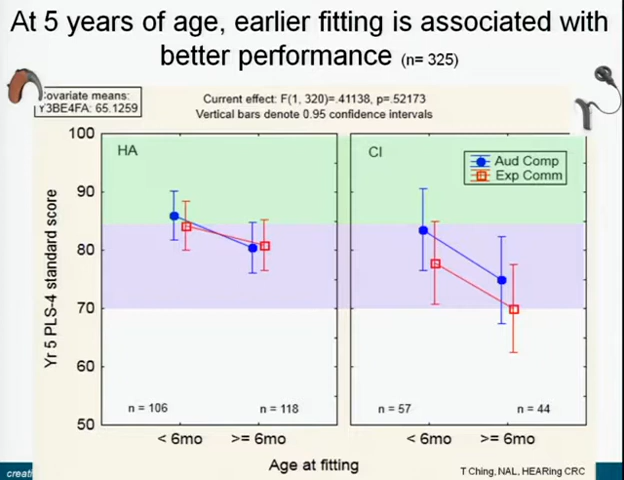 At 5 years of age, earlier fitting is associated with
better performance (n= 325)
Covariate means:
Y3BE4FA: 65.1259
Current effect: F(1, 320)=.41138, p=.52173
Vertical bars denote 0.95 confidence intervals
HA
CI
Aud Comp
Exp Comm
100
90
80
70
60
50
Yr 5 PLS-4 standard score
n = 106
n = 118
n = 57
n = 44
< 6mo
>= 6mo
< 6mo
>= 6mo
Age at fitting
creati
T Ching, NAL, HEARing CRC